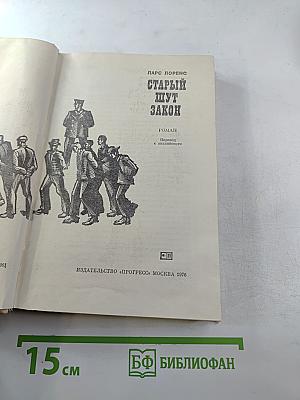 ЛАРС ЛОРЕНС
СТАРЫЙ
ШУТ
ЗАКОН
РОМАН
Перевод
с английского
ИЗДАТЕЛЬСТВО «ПРОГРЕСС» МОСКВА 1976
15 см
БФ БИБЛИОФАН